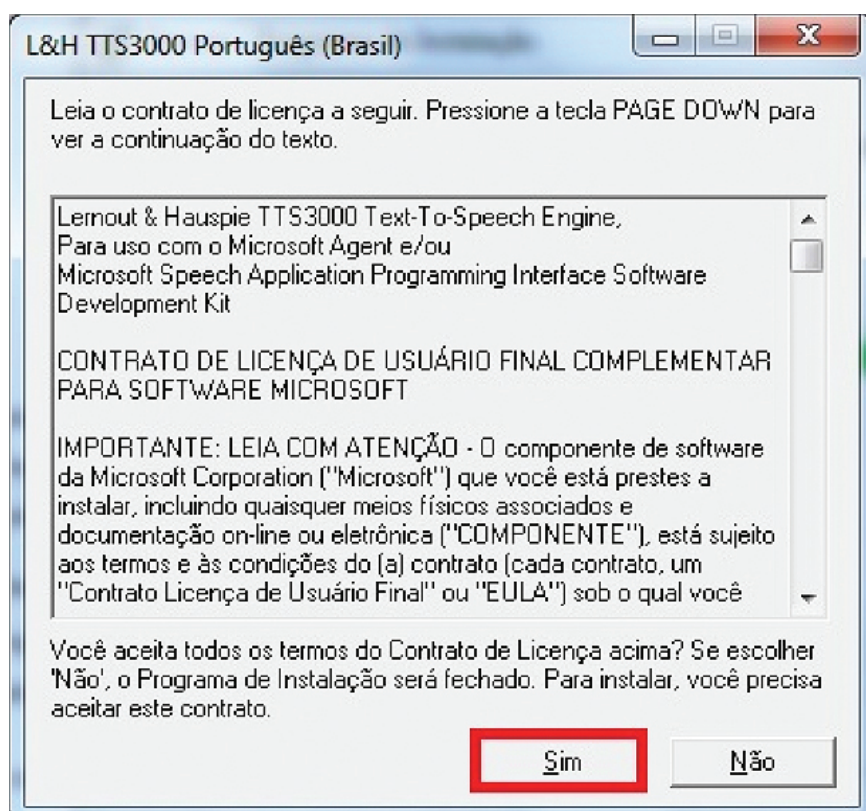 L&H TTS3000 Português (Brasil)
Leia o contrato de licença a seguir. Pressione a tecla PAGE DOWN para
ver a continuação do texto.
Lernout & Hauspie TTS3000 Text-To-Speech Engine,
Para uso com o Microsoft Agent e/ou
Microsoft Speech Application Programming Interface Software
Development Kit
CONTRATO DE LICENÇA DE USUÁRIO FINAL COMPLEMENTAR
PARA SOFTWARE MICROSOFT
IMPORTANTE: LEIA COM ATENÇÃO - O componente de software
da Microsoft Corporation ("Microsoft") que você está prestes a
instalar, incluindo quaisquer meios físicos associados e
documentação on-line ou eletrônica ("COMPONENTE"), está sujeito
aos termos e às condições do (a) contrato (cada contrato, um
"Contrato Licença de Usuário Final" ou "EULA") sob o qual você
Você aceita todos os termos do Contrato de Licença acima? Se escolher
'Não', o Programa de Instalação será fechado. Para instalar, você precisa
aceitar este contrato.
Sim
Não